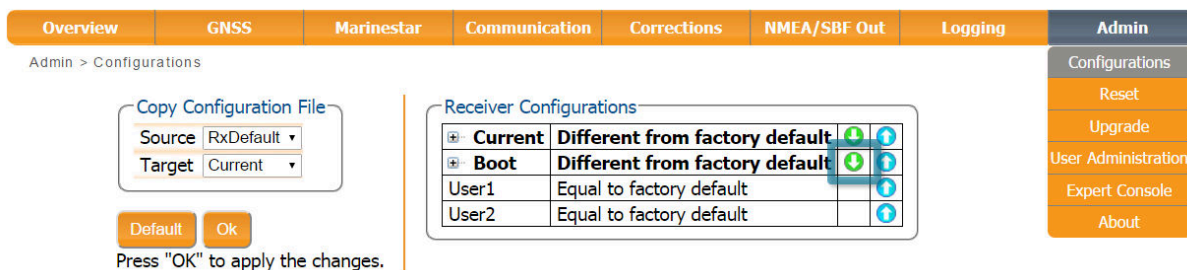 Overview GNSS Marinestar Communication Corrections NMEA/SBF Out Logging Admin
Admin > Configurations
Configurations
Reset
Upgrade
User Administration
Expert Console
About
Copy Configuration File
Source RxDefault
Target Current
Default Ok
Press "OK" to apply the changes.
Receiver Configurations
Current Different from factory default
Boot Different from factory default
User1 Equal to factory default
User2 Equal to factory default